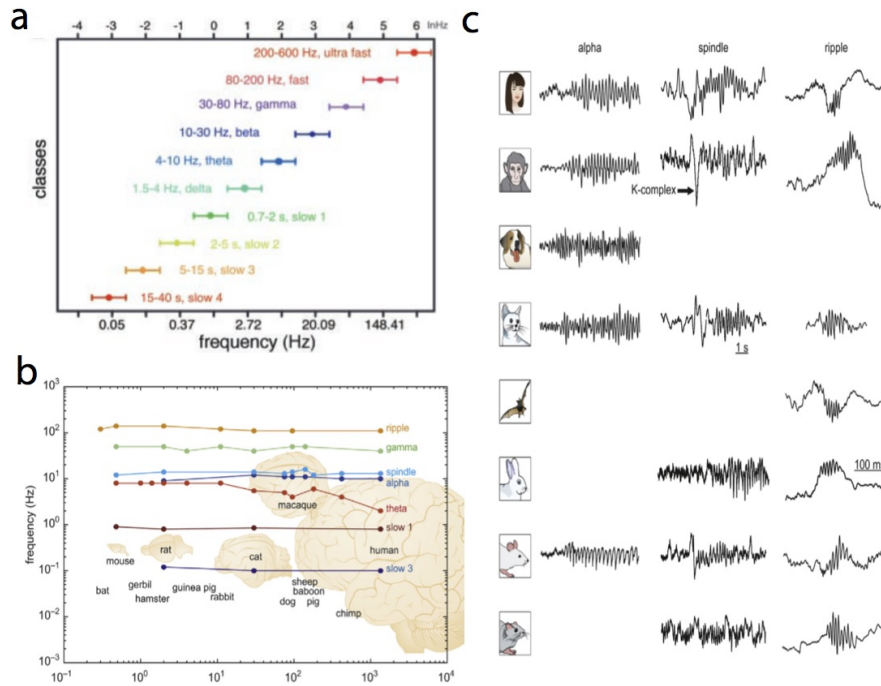 a
-4 -3 -2 -1 0 1 2 3 4 5 6 lnHz
200-600 Hz, ultra fast
80-200 Hz, fast
30-80 Hz, gamma
10-30 Hz, beta
4-10 Hz, theta
1.5-4 Hz, delta
0.7-2 s, slow 1
2-5 s, slow 2
5-15 s, slow 3
15-40 s, slow 4
classes
0.05 0.37 2.72 20.09 148.41
frequency (Hz)
b
10³
10²
10¹
10⁰
10⁻¹
10⁻²
10⁻³
frequency (Hz)
ripple
gamma
spindle
alpha
theta
slow 1
slow 3
macaque
human
mouse
rat
cat
bat
gerbil
hamster
guinea pig
rabbit
sheep
baboon
dog
pig
chimp
10⁻¹ 10⁰ 10¹ 10² 10³ 10⁴
c
alpha spindle ripple
K-complex
1 s
100 m